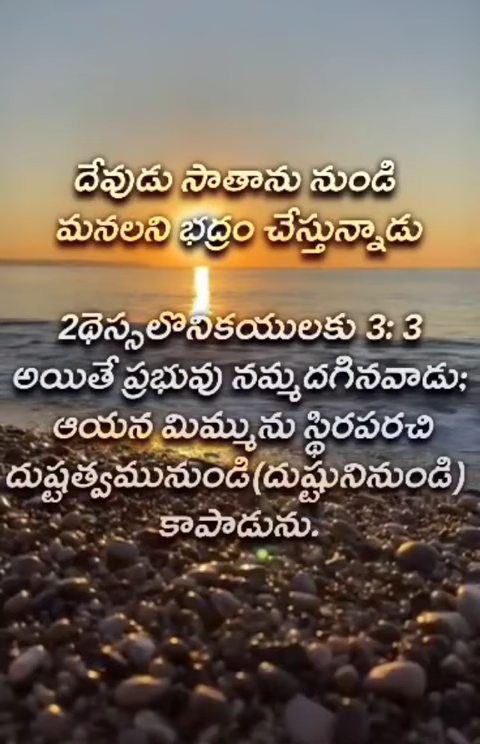 దేవుడు సాతాను నుండి
మనలని భద్రం చేస్తున్నాడు
2థెస్సలొనికయులకు 3: 3
అయితే ప్రభువు నమ్మదగినవాడు;
ఆయన మిమ్మును స్థిరపరచి
దుష్టత్వమునుండి(దుష్టునినుండి)
కాపాడును.